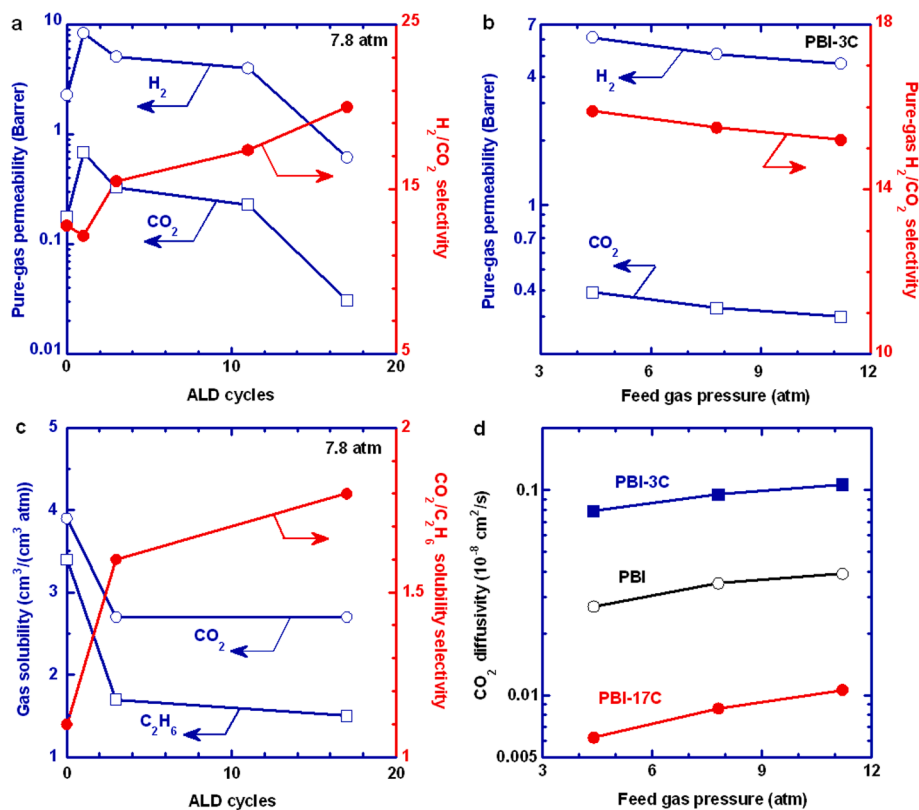 a
7.8 atm
Pure-gas permeability (Barrer)
10
1
0.1
0.01
H2
CO2
25
15
5
H2/CO2 selectivity
0
10
20
ALD cycles
b
PBI-3C
Pure-gas permeability (Barrer)
7
4
1
0.7
0.4
H2
CO2
18
14
10
Pure-gas H2/CO2 selectivity
3
6
9
12
Feed gas pressure (atm)
c
7.8 atm
Gas solubility (cm3/(cm3 atm))
5
4
3
2
1
CO2
C2H6
2
1.5
1
CO2/C2H6 solubility selectivity
0
10
20
ALD cycles
d
CO2 diffusivity (10-8 cm2/s)
0.1
0.01
0.005
PBI-3C
PBI
PBI-17C
3
6
9
12
Feed gas pressure (atm)